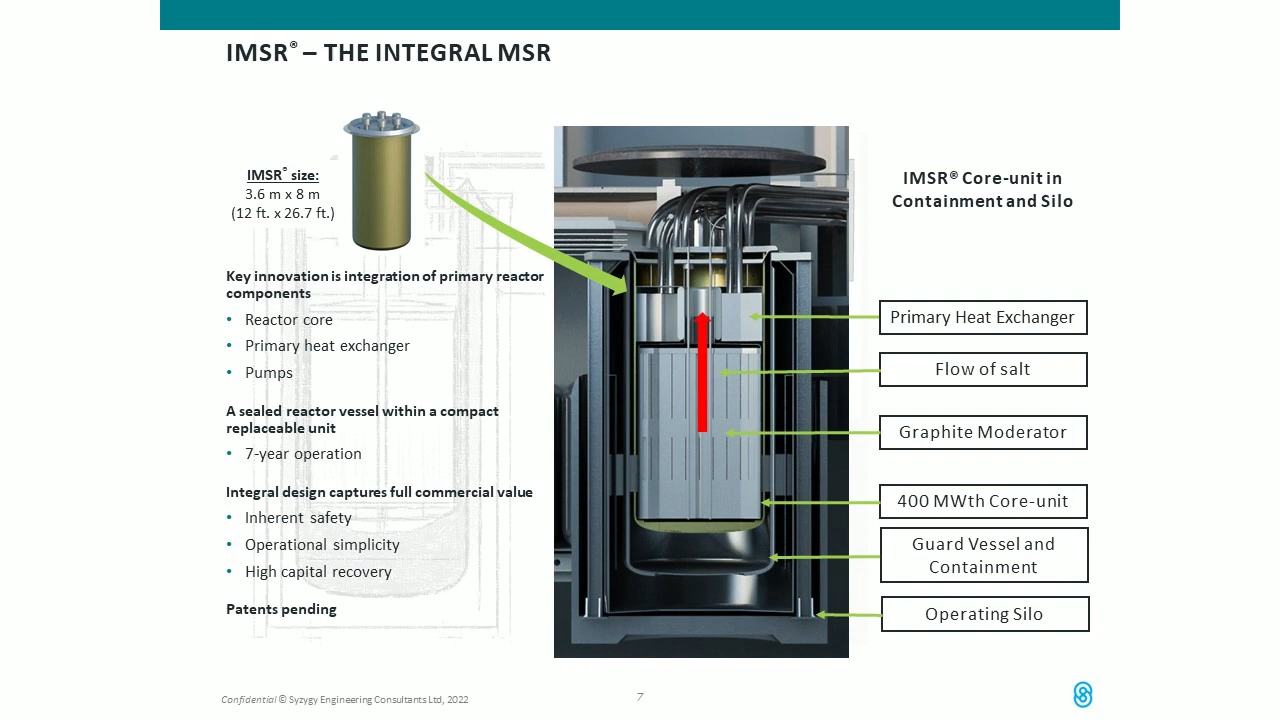 IMSR® – THE INTEGRAL MSR
IMSR® size:
3.6 m x 8 m
(12 ft. x 26.7 ft.)
Key innovation is integration of primary reactor
components
• Reactor core
• Primary heat exchanger
• Pumps
A sealed reactor vessel within a compact
replaceable unit
• 7-year operation
Integral design captures full commercial value
• Inherent safety
• Operational simplicity
• High capital recovery
Patents pending
IMSR® Core-unit in
Containment and Silo
Primary Heat Exchanger
Flow of salt
Graphite Moderator
400 MWth Core-unit
Guard Vessel and
Containment
Operating Silo
Confidential © Syzygy Engineering Consultants Ltd, 2022
7